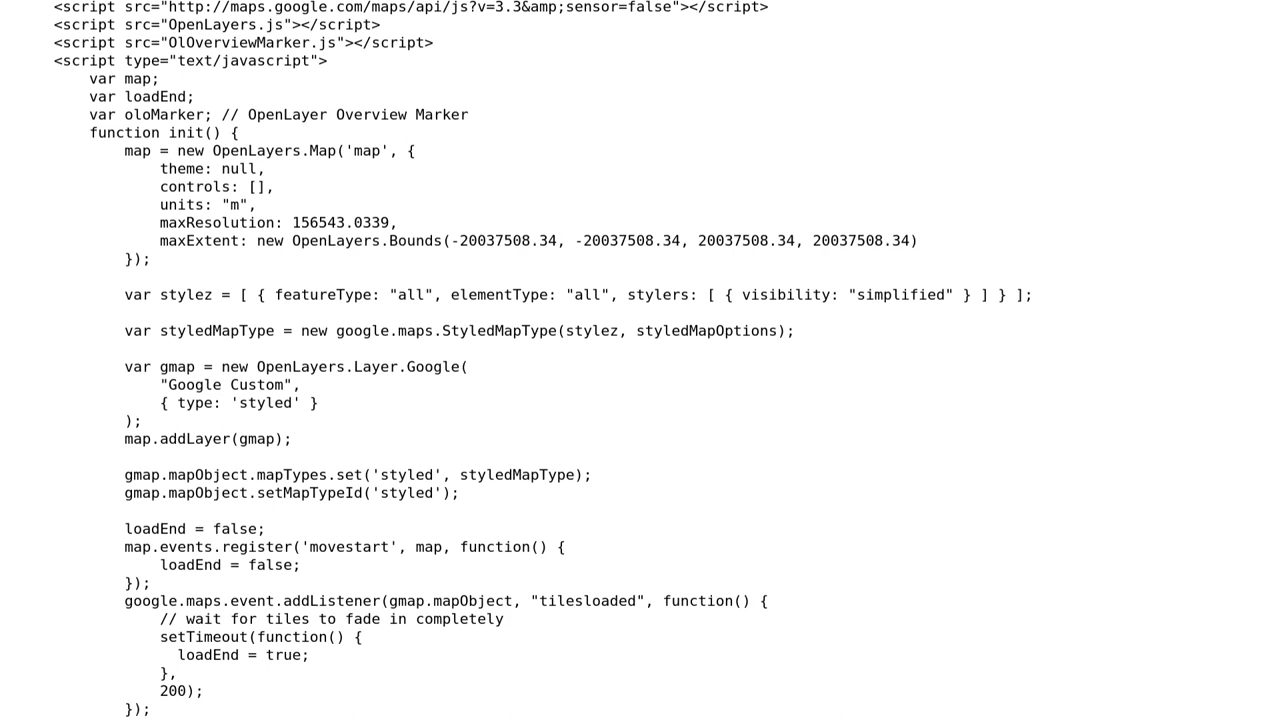 <script src="http://maps.google.com/maps/api/js?v=3.3&amp;sensor=false"></script>
<script src="OpenLayers.js"></script>
<script src="OlOverviewMarker.js"></script>
<script type="text/javascript">
    var map;
    var loadEnd;
    var oloMarker; // OpenLayer Overview Marker
    function init() {
        map = new OpenLayers.Map('map', {
            theme: null,
            controls: [],
            units: "m",
            maxResolution: 156543.0339,
            maxExtent: new OpenLayers.Bounds(-20037508.34, -20037508.34, 20037508.34, 20037508.34)
        });

        var stylez = [ { featureType: "all", elementType: "all", stylers: [ { visibility: "simplified" } ] } ];

        var styledMapType = new google.maps.StyledMapType(stylez, styledMapOptions);

        var gmap = new OpenLayers.Layer.Google(
            "Google Custom",
            { type: 'styled' }
        );
        map.addLayer(gmap);

        gmap.mapObject.mapTypes.set('styled', styledMapType);
        gmap.mapObject.setMapTypeId('styled');

        loadEnd = false;
        map.events.register('movestart', map, function() {
            loadEnd = false;
        });
        google.maps.event.addListener(gmap.mapObject, "tilesloaded", function() {
            // wait for tiles to fade in completely
            setTimeout(function() {
              loadEnd = true;
            },
            200);
        });